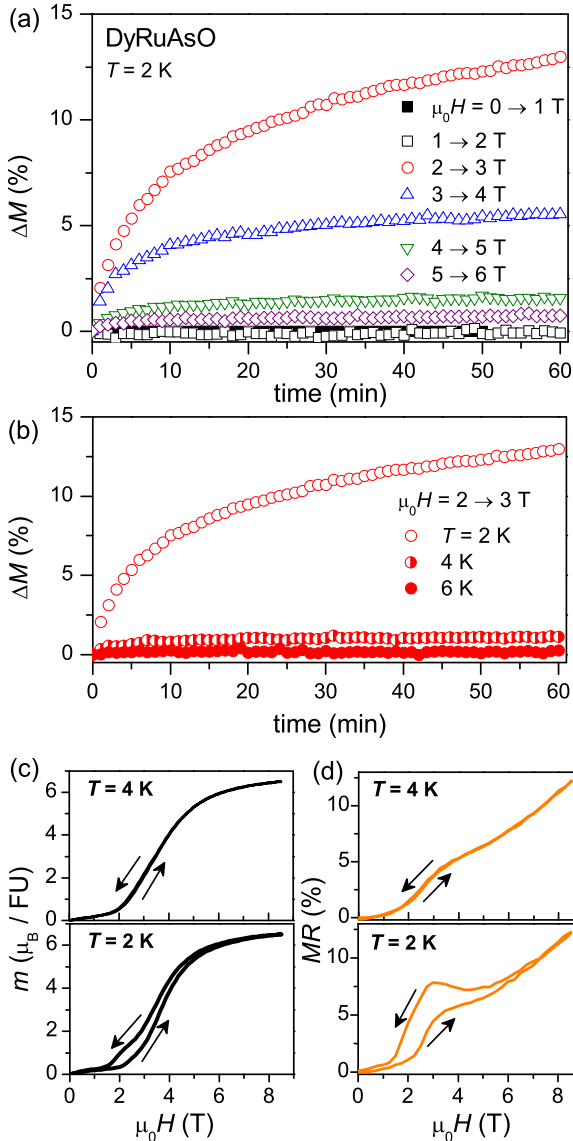 (a)
DyRuAsO
T = 2 K
μ₀H = 0 → 1 T
1 → 2 T
2 → 3 T
3 → 4 T
4 → 5 T
5 → 6 T
ΔM (%)
15
10
5
0
0 10 20 30 40 50 60
time (min)
(b)
μ₀H = 2 → 3 T
T = 2 K
4 K
6 K
ΔM (%)
15
10
5
0
0 10 20 30 40 50 60
time (min)
(c)
T = 4 K
6
4
2
0
T = 2 K
6
4
2
0
m (μB / FU)
0 2 4 6 8
μ₀H (T)
(d)
T = 4 K
10
5
0
T = 2 K
10
5
0
MR (%)
0 2 4 6 8
μ₀H (T)